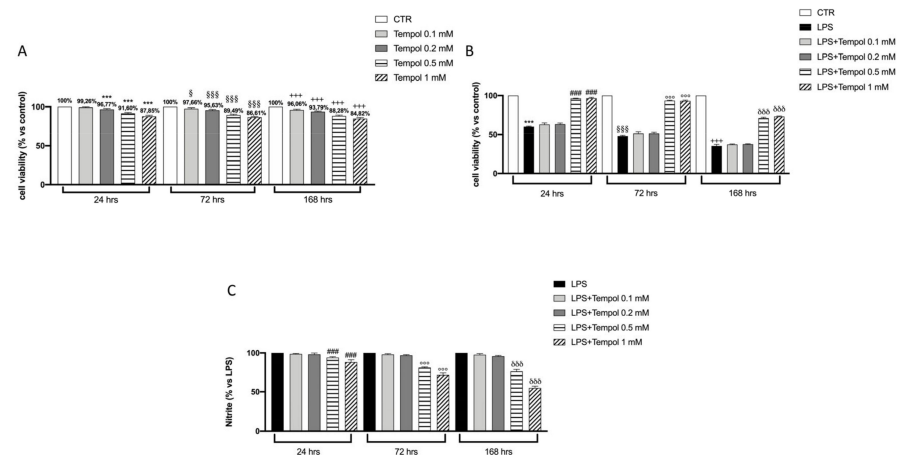 A
CTR
Tempol 0.1 mM
Tempol 0.2 mM
Tempol 0.5 mM
Tempol 1 mM
cell viability (% vs control)
100
50
0
100% 99,26% *** 96,77% *** 91,60% *** 87,85%
100% § 97,66% §§§ 95,63% §§§ 89,49% §§§ 86,61%
100% +++ 96,06% +++ 93,79% +++ 88,28% +++ 84,82%
24 hrs 72 hrs 168 hrs
B
CTR
LPS
LPS+Tempol 0.1 mM
LPS+Tempol 0.2 mM
LPS+Tempol 0.5 mM
LPS+Tempol 1 mM
cell viability (% vs control)
100
50
0
*** ### ### §§§ °°° °°° +++ δδδ δδδ
24 hrs 72 hrs 168 hrs
C
LPS
LPS+Tempol 0.1 mM
LPS+Tempol 0.2 mM
LPS+Tempol 0.5 mM
LPS+Tempol 1 mM
Nitrite (% vs LPS)
100
50
0
### ### °°° °°° δδδ δδδ
24 hrs 72 hrs 168 hrs